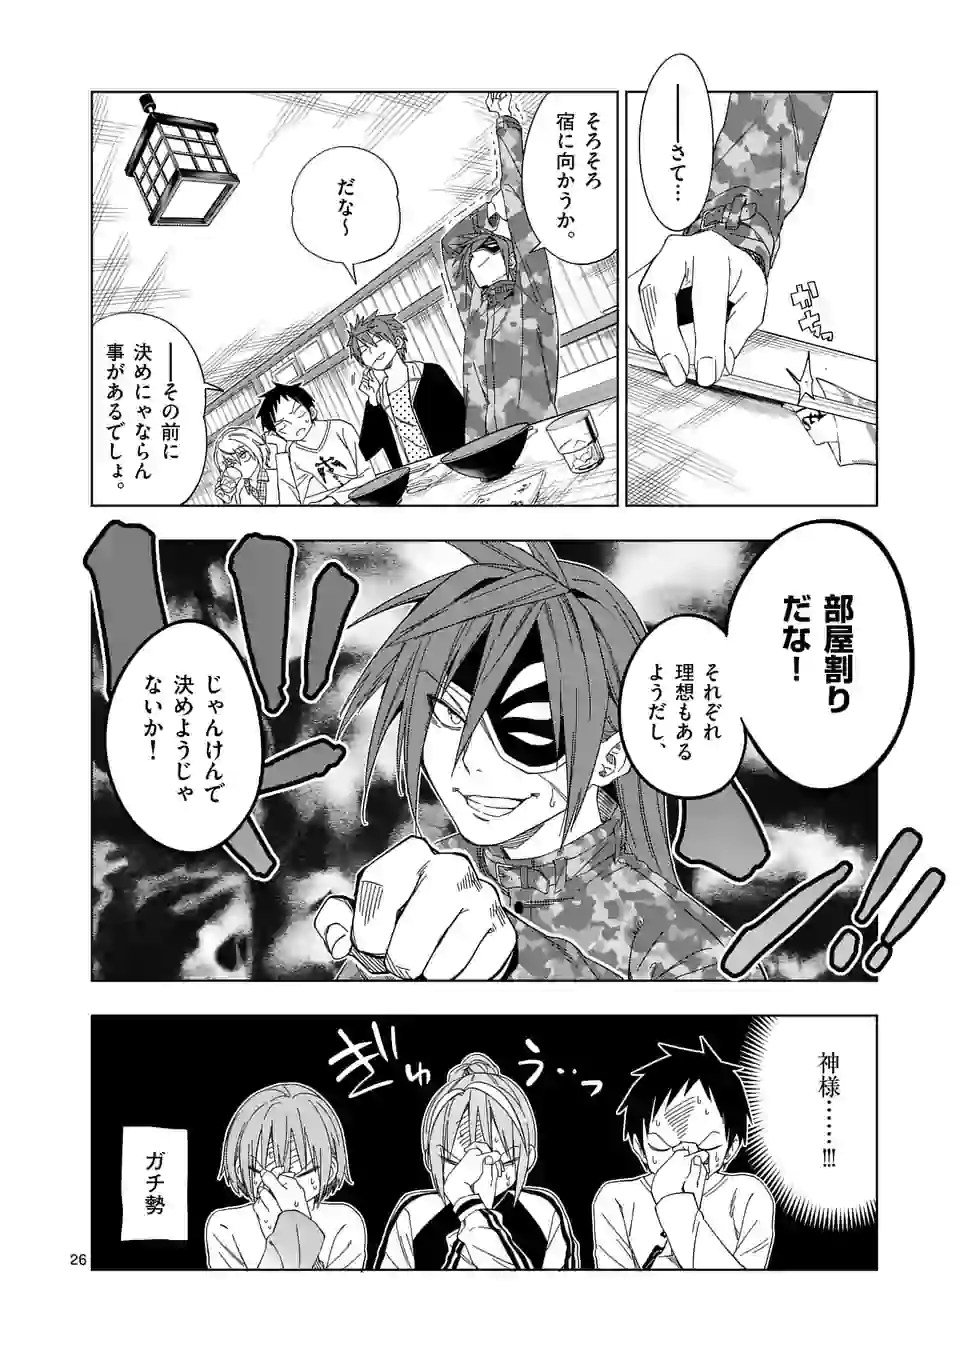 ――さて…
ガッ
そろそろ
宿に向かうか。
だな～
――その前に
決めにゃならん
事があるでしょ。
部屋割り
だな！
それぞれ
理想もある
ようだし、
じゃんけんで
決めようじゃ
ないか！
神様……!!!
ぎゅうぅっ
ガチ勢
26